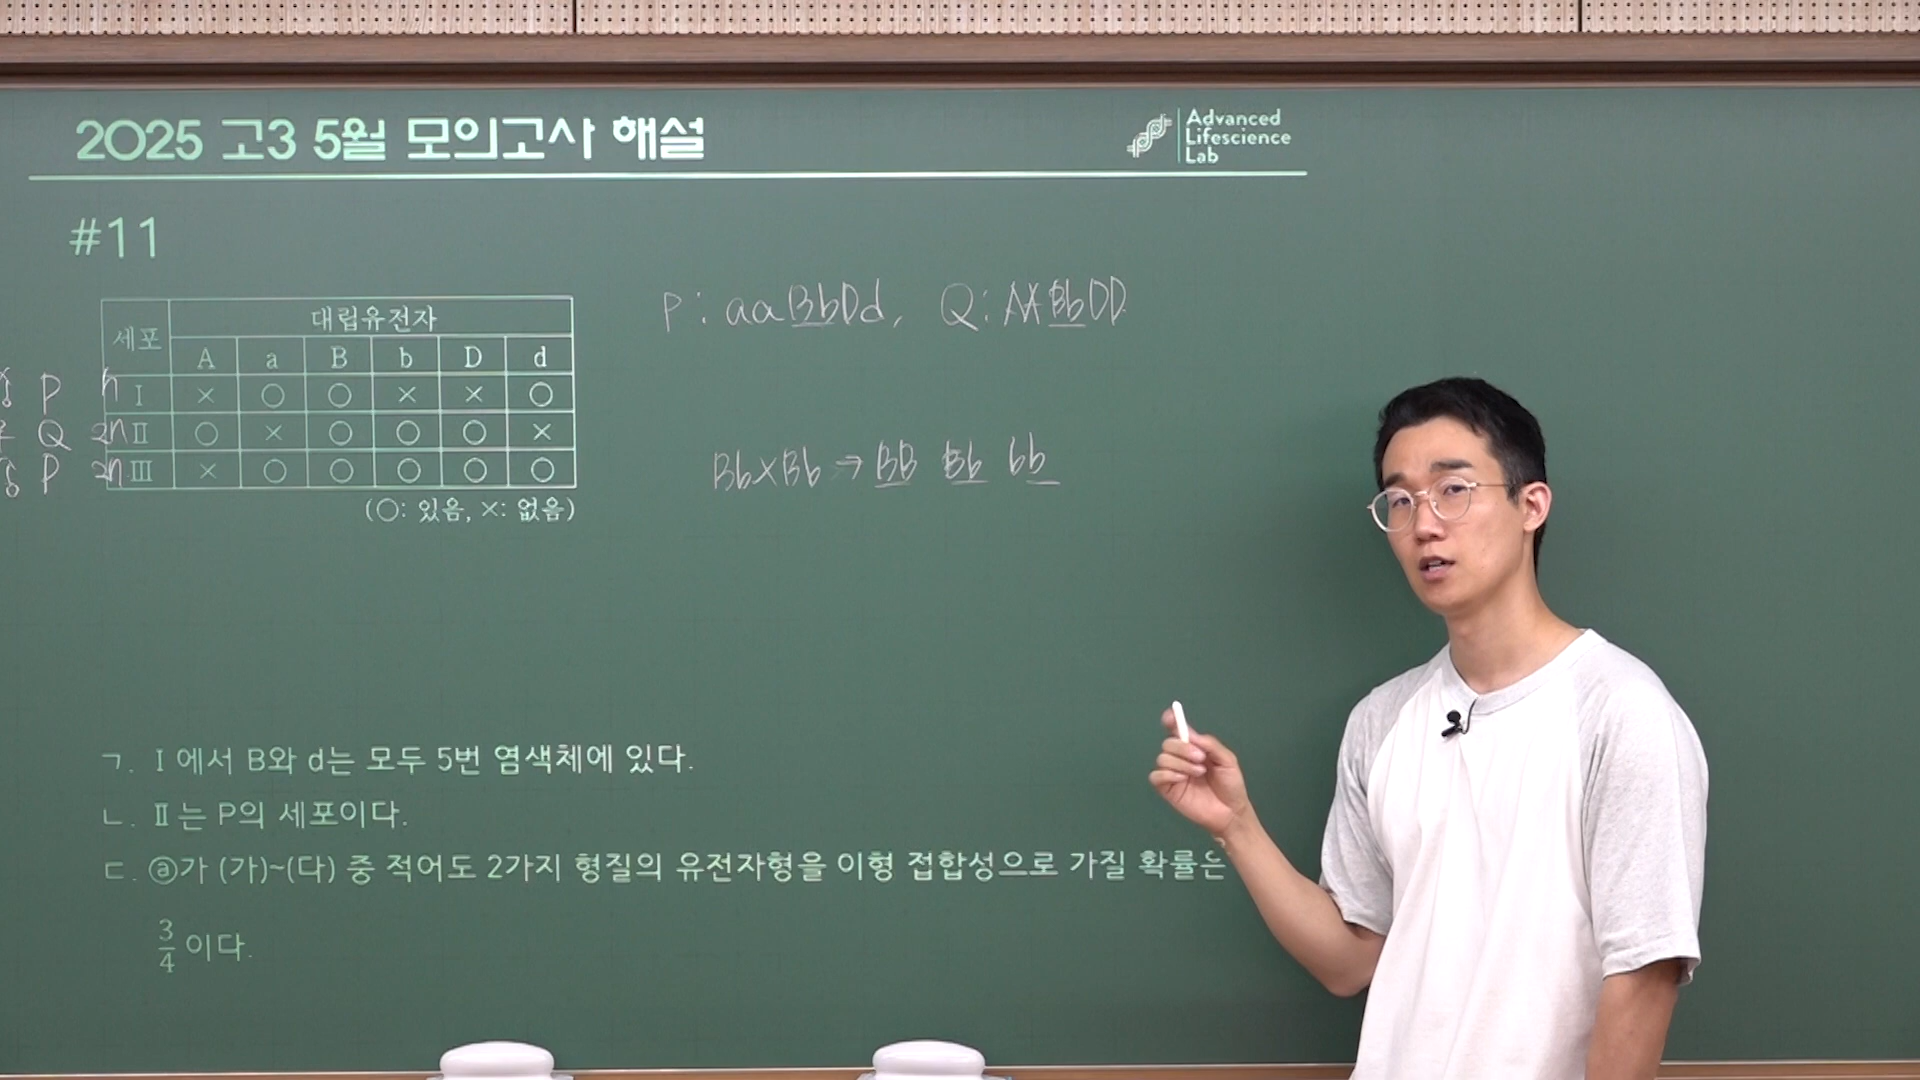 2025 고3 5월 모의고사 해설
Advanced
Lifescience
Lab
#11
P : aaBbDd, Q : AABbDD
세포 대립유전자
A a B b D d
P n Ⅰ × ○ ○ × × ○
Q 2n Ⅱ ○ × ○ ○ ○ ×
P 2n Ⅲ × ○ ○ ○ ○ ○
(○: 있음, ×: 없음)
Bb×Bb → BB Bb bb
ㄱ. Ⅰ에서 B와 d는 모두 5번 염색체에 있다.
ㄴ. Ⅱ는 P의 세포이다.
ㄷ. ⓐ가 (가)~(다) 중 적어도 2가지 형질의 유전자형을 이형 접합성으로 가질 확률은
3/4 이다.